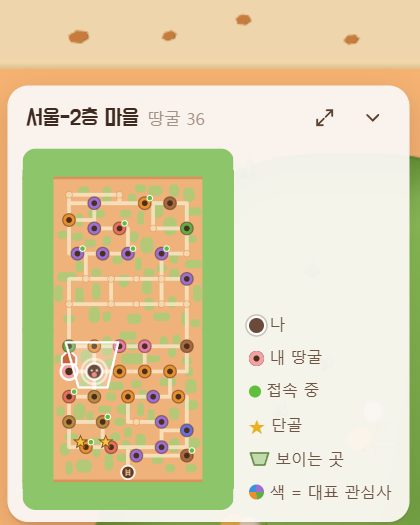 서울-2층 마을 땅굴 36
나
내 땅굴
접속 중
단골
보이는 곳
색 = 대표 관심사